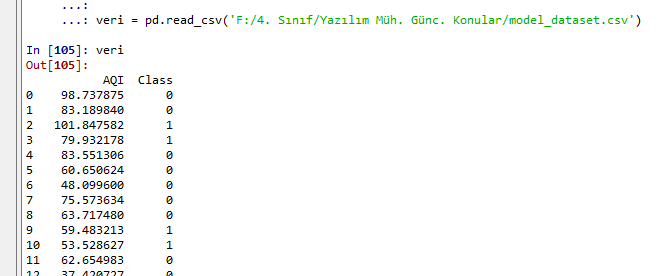 ...:
...: veri = pd.read_csv('F:/4. Sınıf/Yazılım Müh. Günc. Konular/model_dataset.csv')
In [105]: veri
Out[105]:
AQI Class
0 98.737875 0
1 83.189840 0
2 101.847582 1
3 79.932178 1
4 83.551306 0
5 60.650624 0
6 48.099600 0
7 75.573634 0
8 63.717480 0
9 59.483213 1
10 53.528627 1
11 62.654983 0
12 37.420727 0